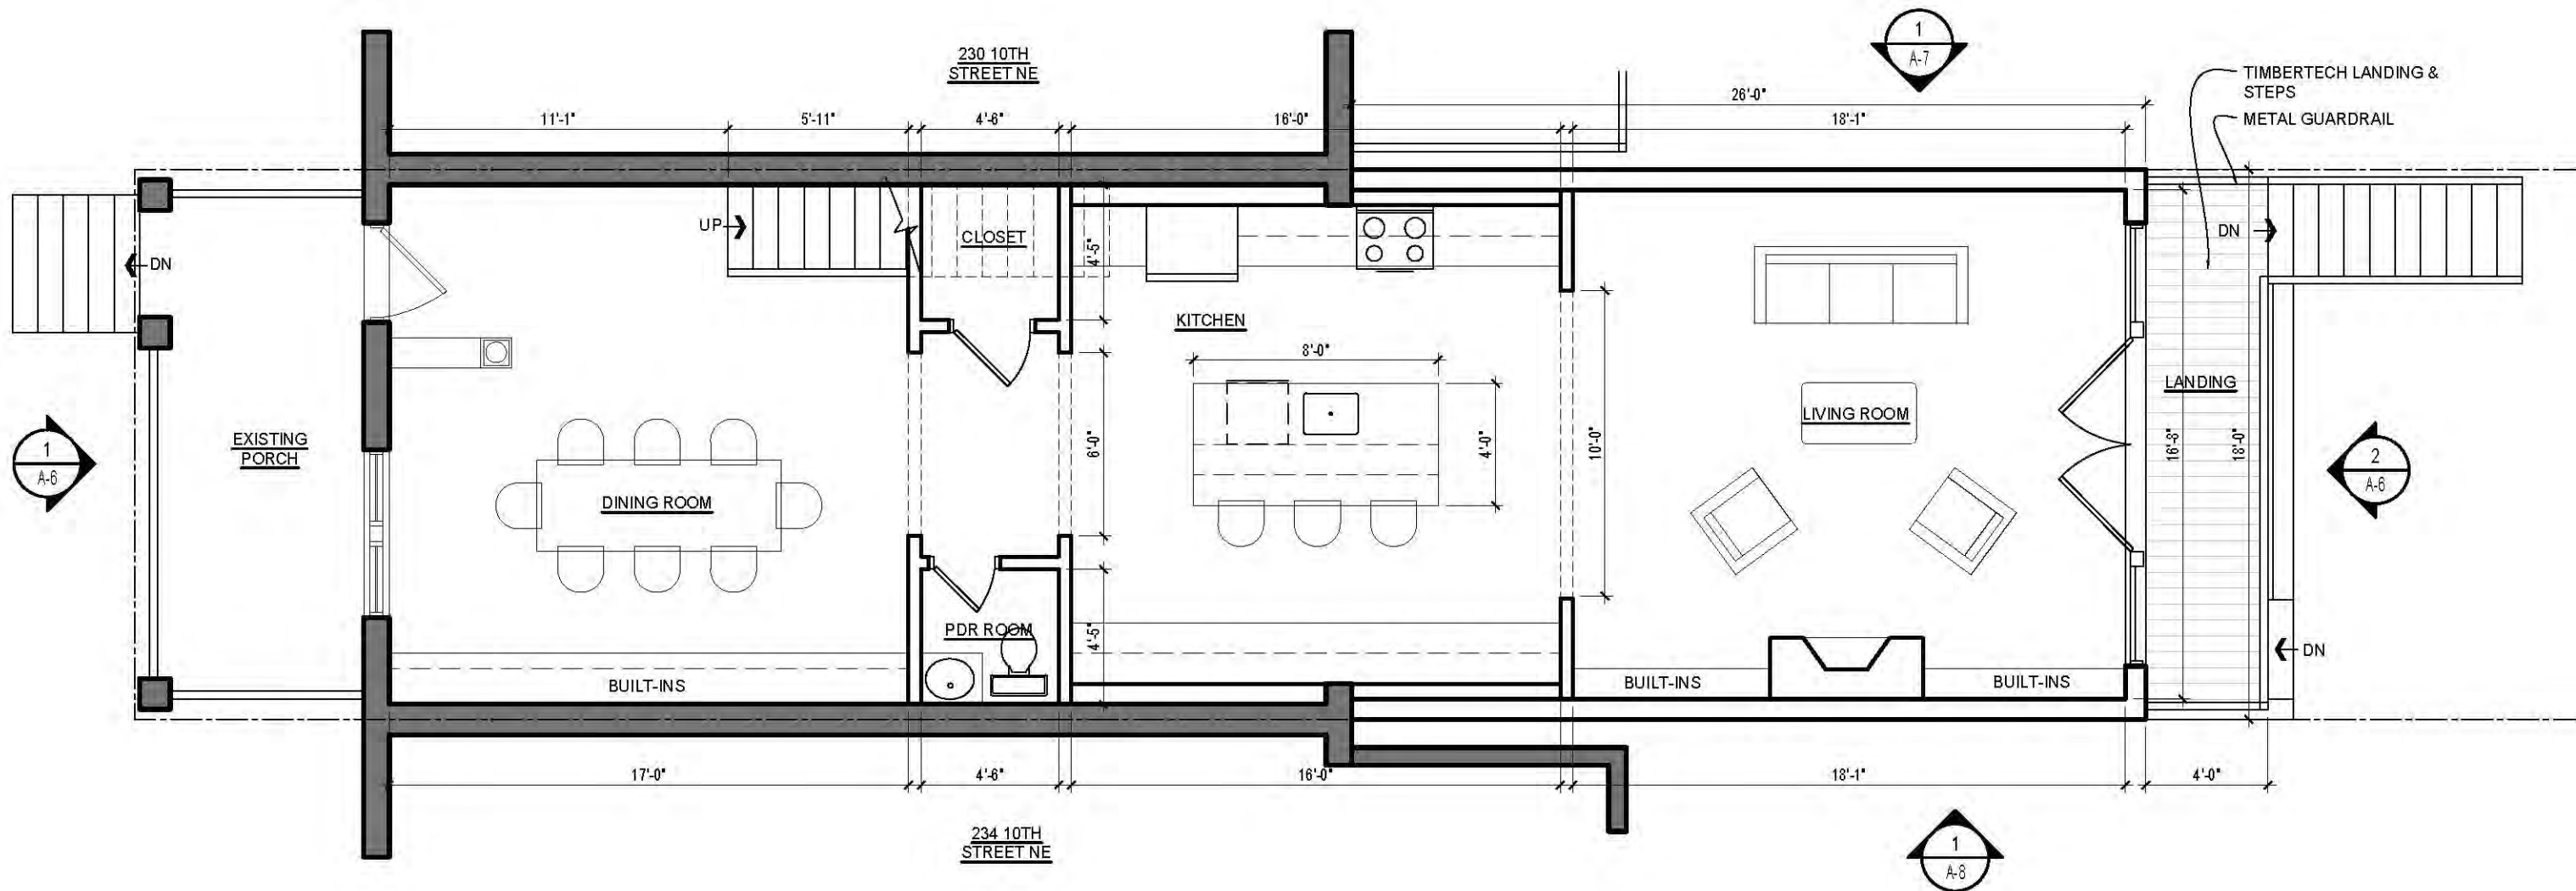 1
A-7
230 10TH
STREET NE
TIMBERTECH LANDING &
STEPS
METAL GUARDRAIL
26'-0"
11'-1"
5'-11"
4'-6"
16'-0"
18'-1"
UP
CLOSET
4'-5"
DN
DN
KITCHEN
8'-0"
4'-0"
6'-0"
10'-0"
LANDING
16'-8"
18'-0"
LIVING ROOM
EXISTING
PORCH
1
A-6
2
A-6
DINING ROOM
PDR ROOM
4'-5"
DN
BUILT-INS
BUILT-INS
BUILT-INS
17'-0"
4'-6"
16'-0"
18'-1"
4'-0"
234 10TH
STREET NE
1
A-8